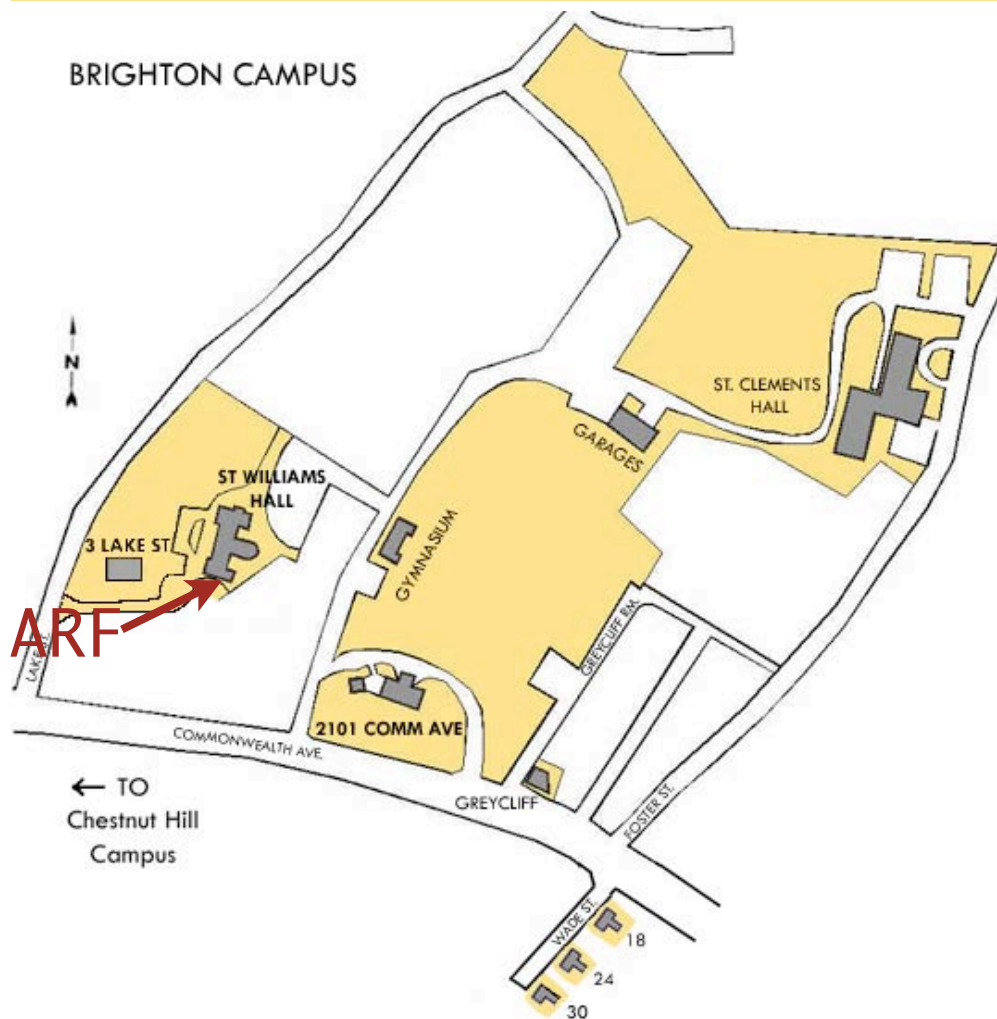 BRIGHTON CAMPUS
N
ST. CLEMENTS
HALL
GARAGES
ST WILLIAMS
HALL
GYMNASIUM
3 LAKE ST
ARF
LAKE ST.
GREYCLIFF RM.
2101 COMM AVE
COMMONWEALTH AVE.
← TO
Chestnut Hill
Campus
GREYCLIFF
FOSTER ST.
WADE ST.
18
24
30